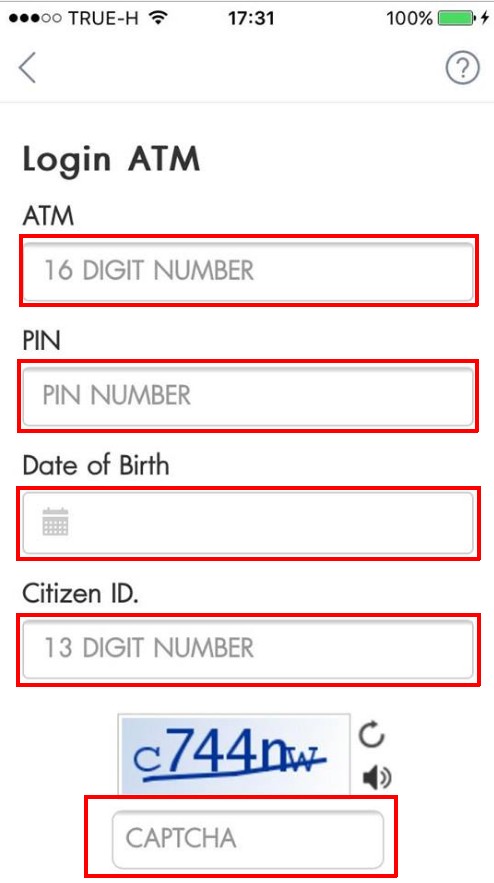 TRUE-H 17:31 100%
?
Login ATM
ATM
16 DIGIT NUMBER
PIN
PIN NUMBER
Date of Birth
Citizen ID.
13 DIGIT NUMBER
c744nw
CAPTCHA